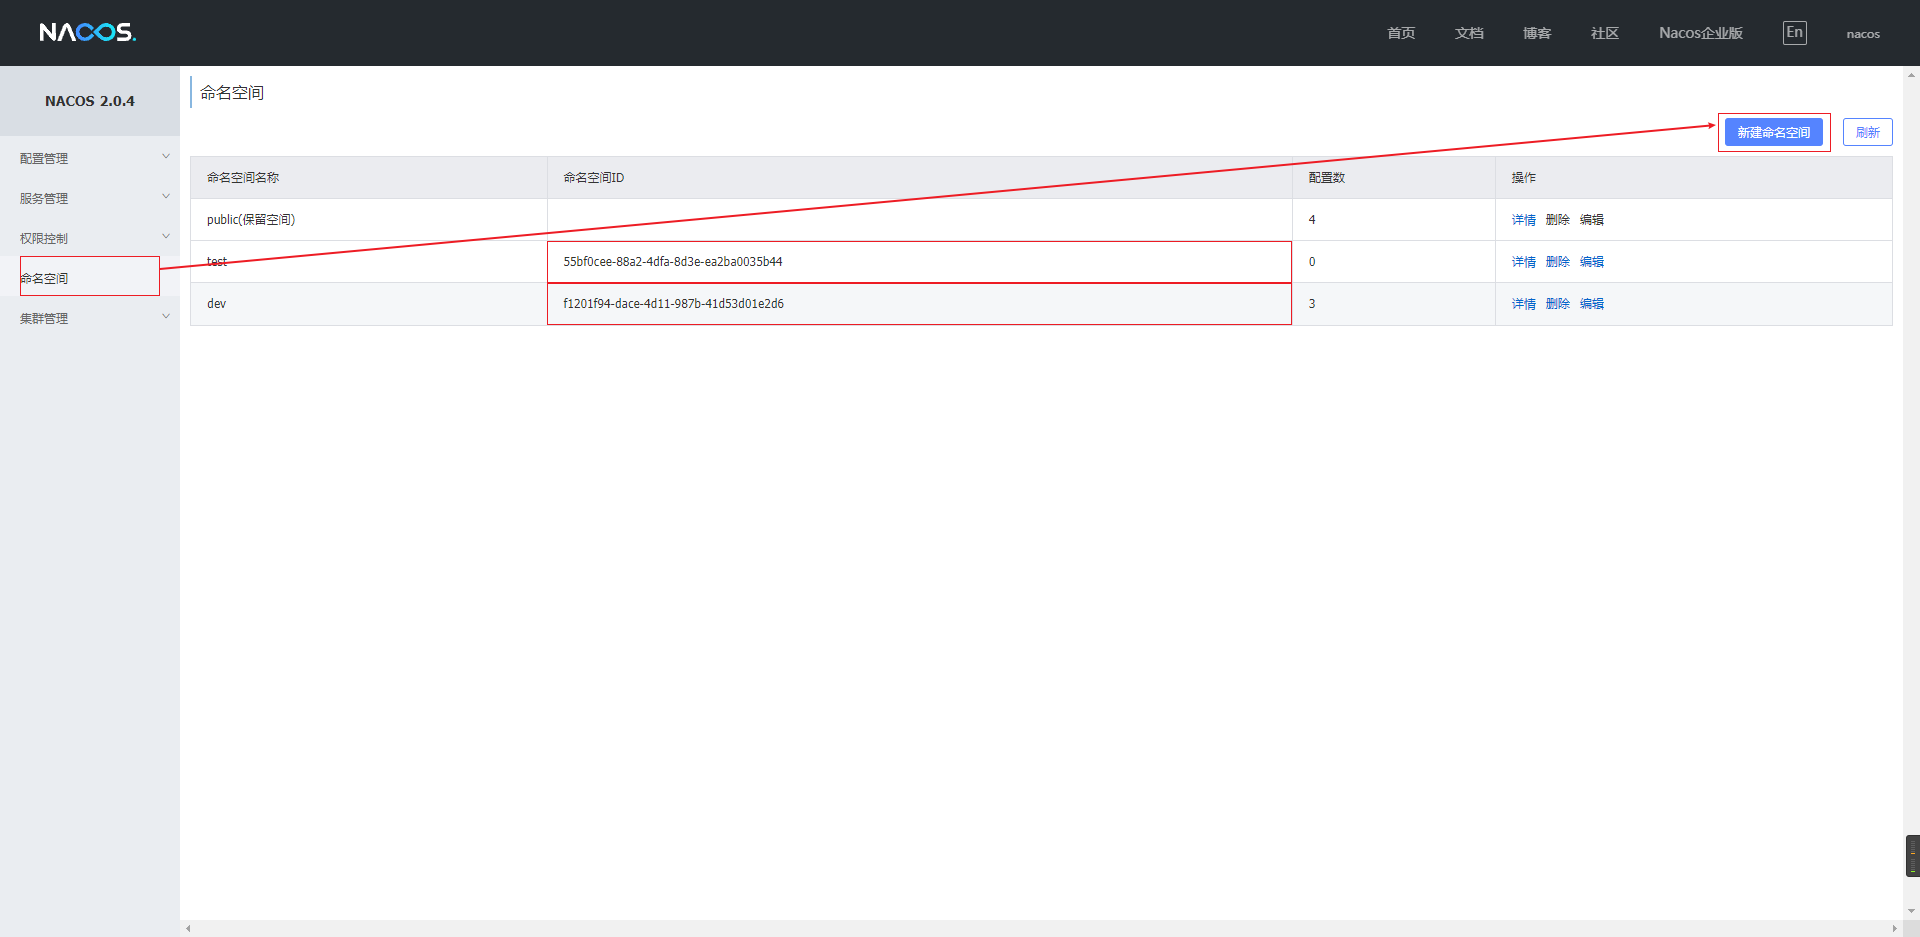 NACOS.
首页 文档 博客 社区 Nacos企业版 En nacos
NACOS 2.0.4
配置管理
服务管理
权限控制
命名空间
集群管理
命名空间
新建命名空间 刷新
命名空间名称 命名空间ID 配置数 操作
public(保留空间) 4 详情 删除 编辑
test 55bf0cee-88a2-4dfa-8d3e-ea2ba0035b44 0 详情 删除 编辑
dev f1201f94-dace-4d11-987b-41d53d01e2d6 3 详情 删除 编辑